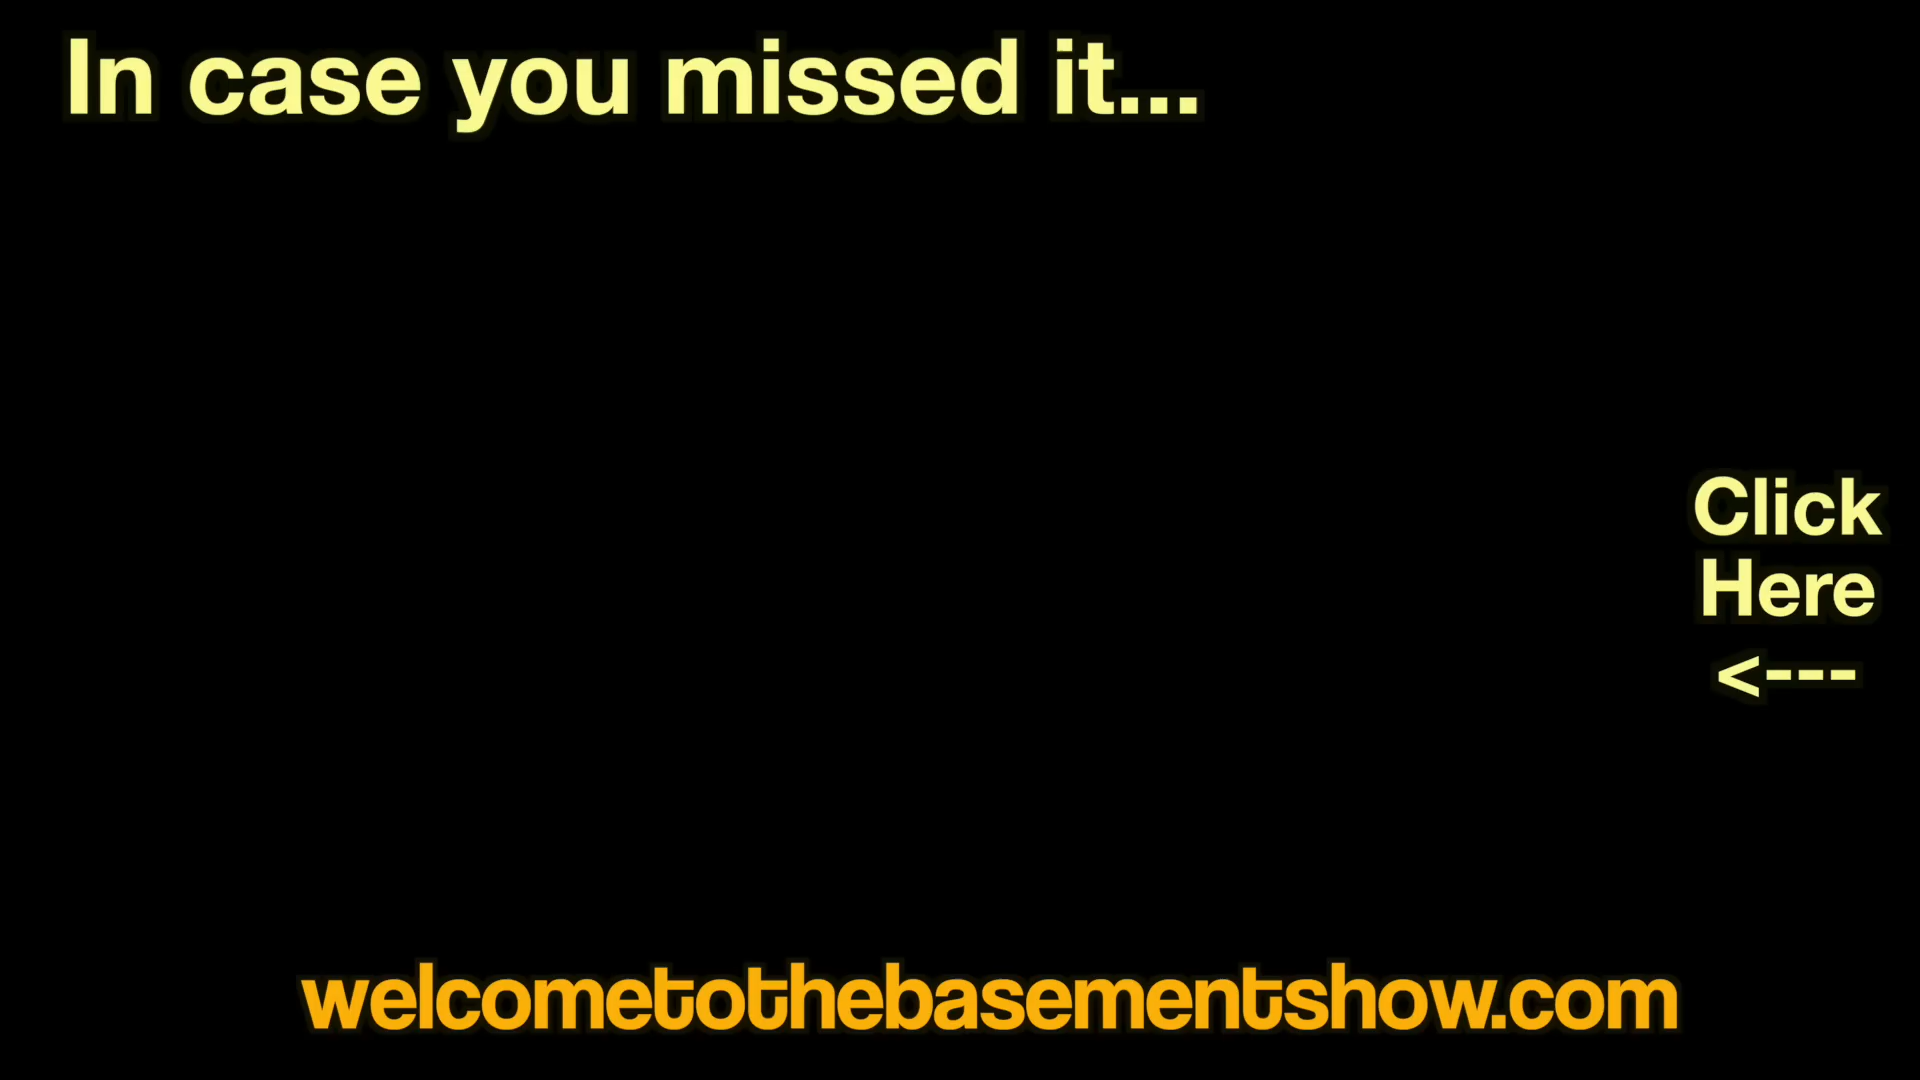 In case you missed it...
Click
Here
<---
welcometothebasementshow.com